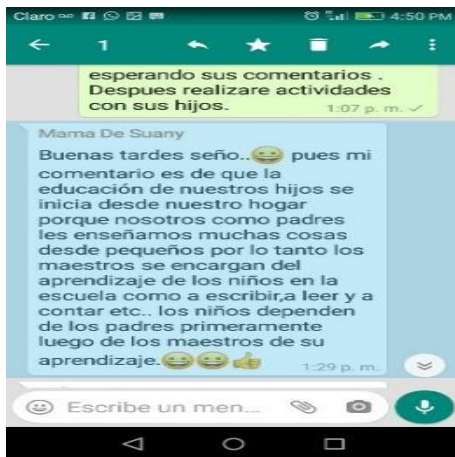 Claro 4:50 PM
1
esperando sus comentarios .
Despues realizare actividades
con sus hijos.
1:07 p. m.
Mama De Suany
Buenas tardes seño..😀 pues mi
comentario es de que la
educación de nuestros hijos se
inicia desde nuestro hogar
porque nosotros como padres
les enseñamos muchas cosas
desde pequeños por lo tanto los
maestros se encargan del
aprendizaje de los niños en la
escuela como a escribir,a leer y a
contar etc.. los niños dependen
de los padres primeramente
luego de los maestros de su
aprendizaje.😀😀👍
1:29 p. m.
Escribe un men...